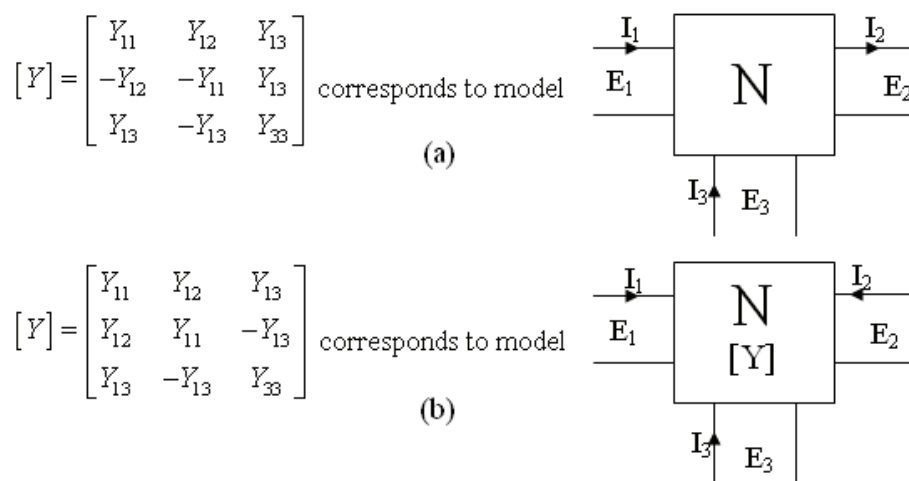 [Y] = [ Y₁₁ Y₁₂ Y₁₃
-Y₁₂ -Y₁₁ Y₁₃
Y₁₃ -Y₁₃ Y₃₃ ] corresponds to model
(a)
I₁ I₂
E₁ N E₂
I₃ E₃
[Y] = [ Y₁₁ Y₁₂ Y₁₃
Y₁₂ Y₁₁ -Y₁₃
Y₁₃ -Y₁₃ Y₃₃ ] corresponds to model
(b)
I₁ I₂
N
E₁ E₂
[Y]
I₃ E₃